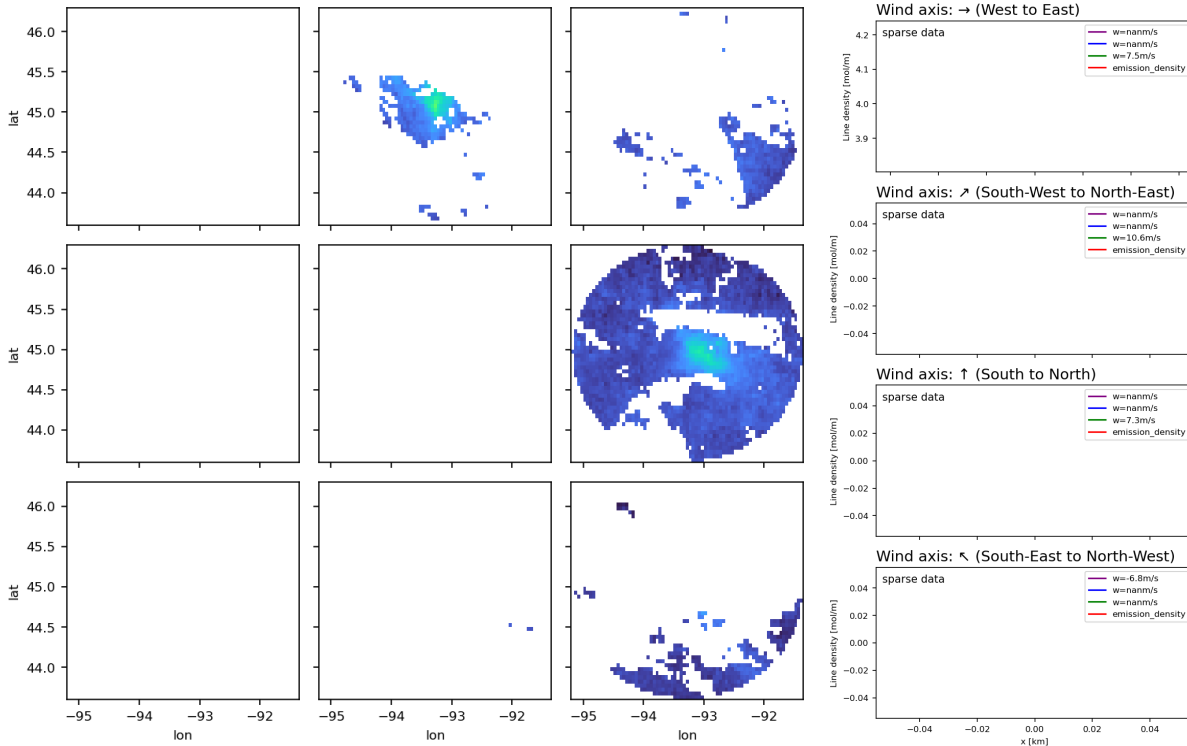 46.0
45.5
45.0
44.5
44.0
lat
46.0
45.5
45.0
44.5
44.0
lat
46.0
45.5
45.0
44.5
44.0
lat
−95 −94 −93 −92
lon
−95 −94 −93 −92
lon
−95 −94 −93 −92
lon
Wind axis: → (West to East)
sparse data
w=nanm/s
w=nanm/s
w=7.5m/s
emission_density
4.2
4.1
4.0
3.9
Line density [mol/m]
Wind axis: ↗ (South-West to North-East)
sparse data
w=nanm/s
w=nanm/s
w=10.6m/s
emission_density
0.04
0.02
0.00
−0.02
−0.04
Line density [mol/m]
Wind axis: ↑ (South to North)
sparse data
w=nanm/s
w=nanm/s
w=7.3m/s
emission_density
0.04
0.02
0.00
−0.02
−0.04
Line density [mol/m]
Wind axis: ↖ (South-East to North-West)
sparse data
w=-6.8m/s
w=nanm/s
w=nanm/s
emission_density
0.04
0.02
0.00
−0.02
−0.04
Line density [mol/m]
−0.04 −0.02 0.00 0.02 0.04
x [km]